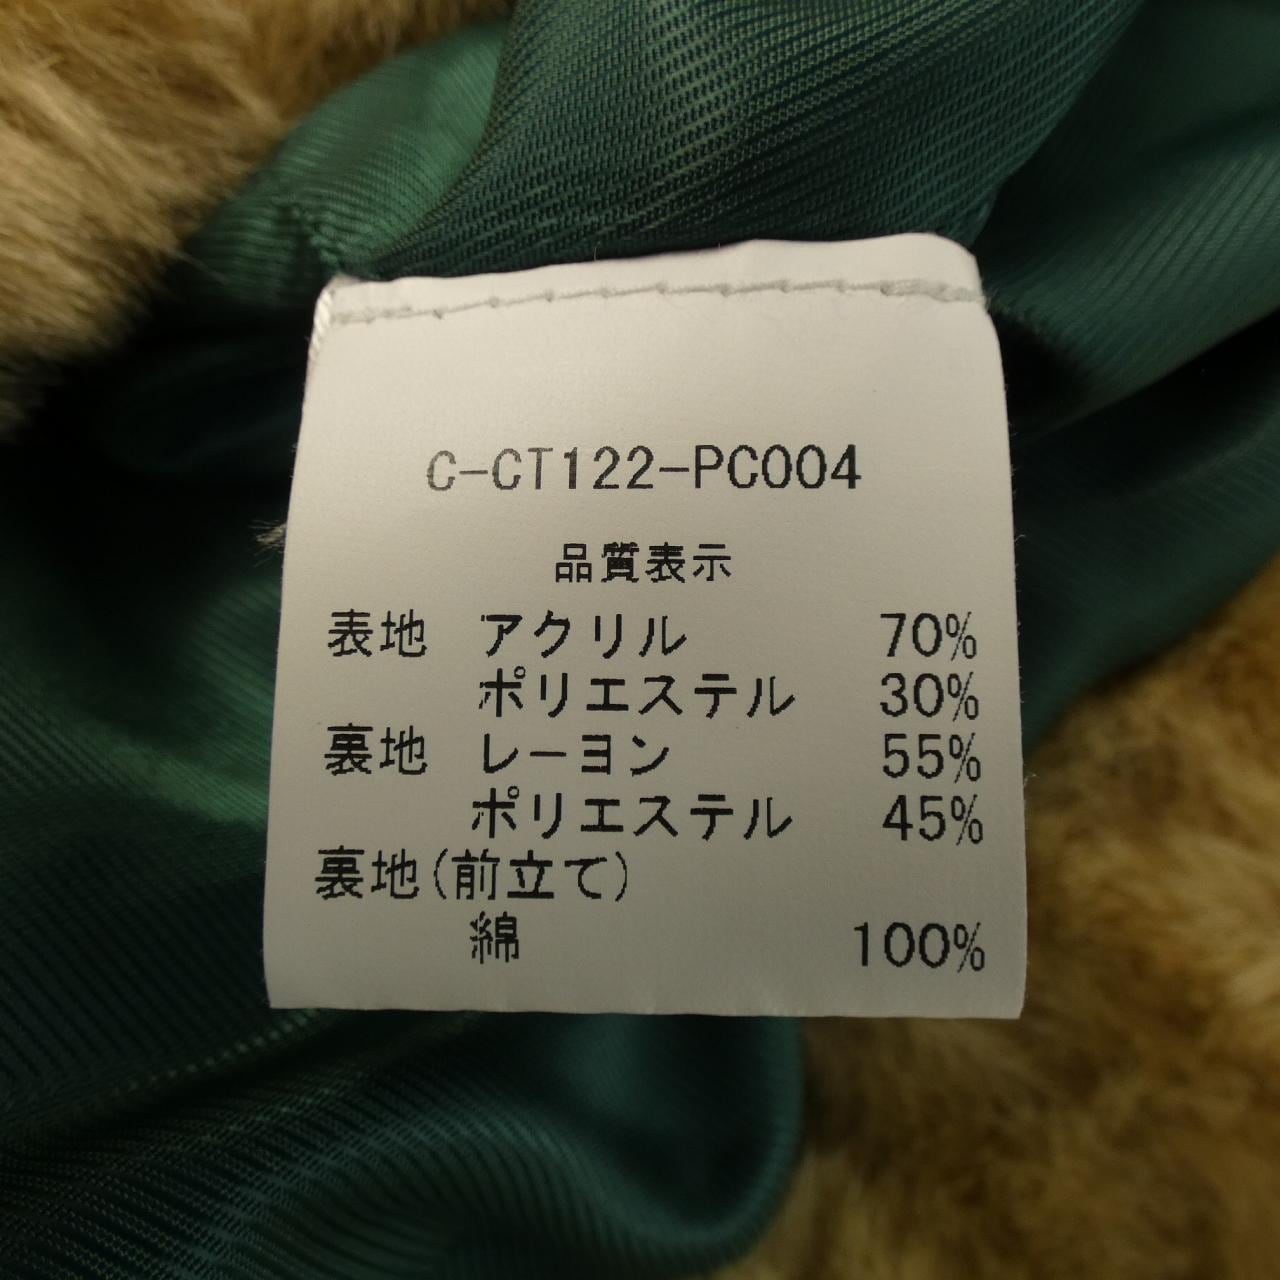 C-CT122-PC004
品質表示
表地 アクリル 70%
ポリエステル 30%
裏地 レーヨン 55%
ポリエステル 45%
裏地(前立て)
綿 100%